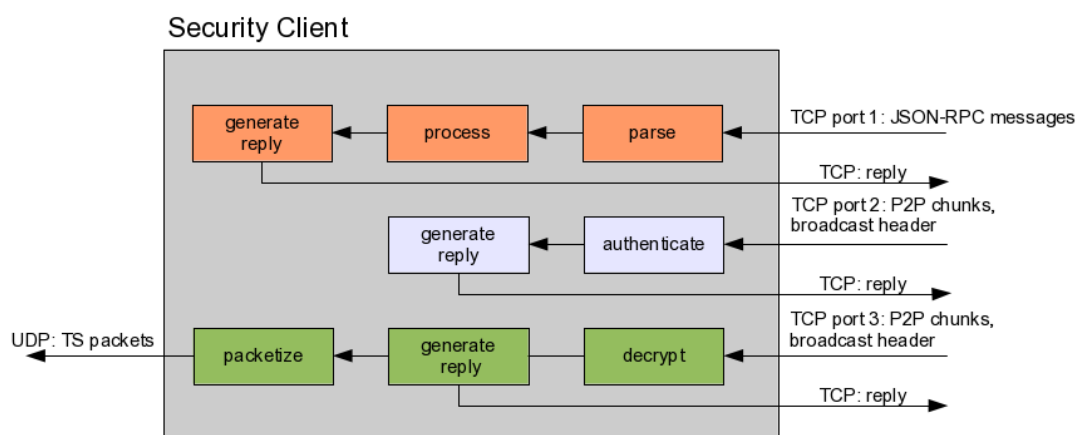 Security Client
generate
reply
process
parse
TCP port 1: JSON-RPC messages
TCP: reply
generate
reply
authenticate
TCP port 2: P2P chunks,
broadcast header
TCP: reply
UDP: TS packets
packetize
generate
reply
decrypt
TCP port 3: P2P chunks,
broadcast header
TCP: reply